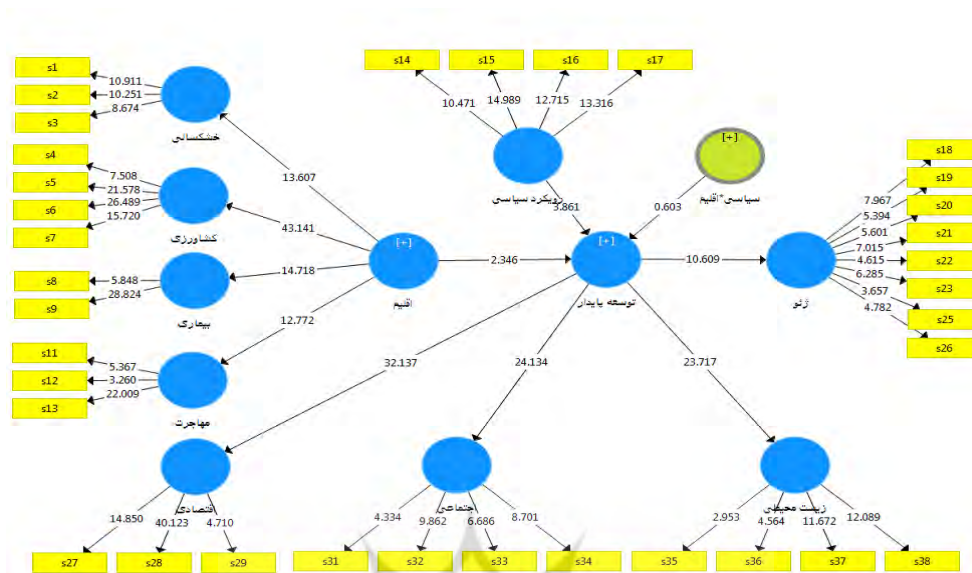 s14 s15 s16 s17
s1
s2
s3
10.911
10.251
8.674
خشکسالی
10.471 14.989 12.715 13.316
رویکرد سیاسی
[+]
سیاسی*اقلیم
s4
s5
s6
s7
7.508
21.578
26.489
15.720
کشاورزی
13.607
43.141
14.718
12.772
[+]
اقلیم
3.861
0.603
2.346
[+]
توسعه پایدار
10.609
ژئو
s18
s19
s20
s21
s22
s23
s25
s26
7.967
5.394
5.601
7.015
4.615
6.285
3.657
4.782
s8
s9
5.848
28.824
بیماری
s11
s12
s13
5.367
3.260
22.009
مهاجرت
32.137
24.134
23.717
قتصادی
جتماعی
زیست محیطی
14.850 40.123 4.710
4.334 9.862 6.686 8.701
2.953 4.564 11.672 12.089
s27 s28 s29
s31 s32 s33 s34
s35 s36 s37 s38